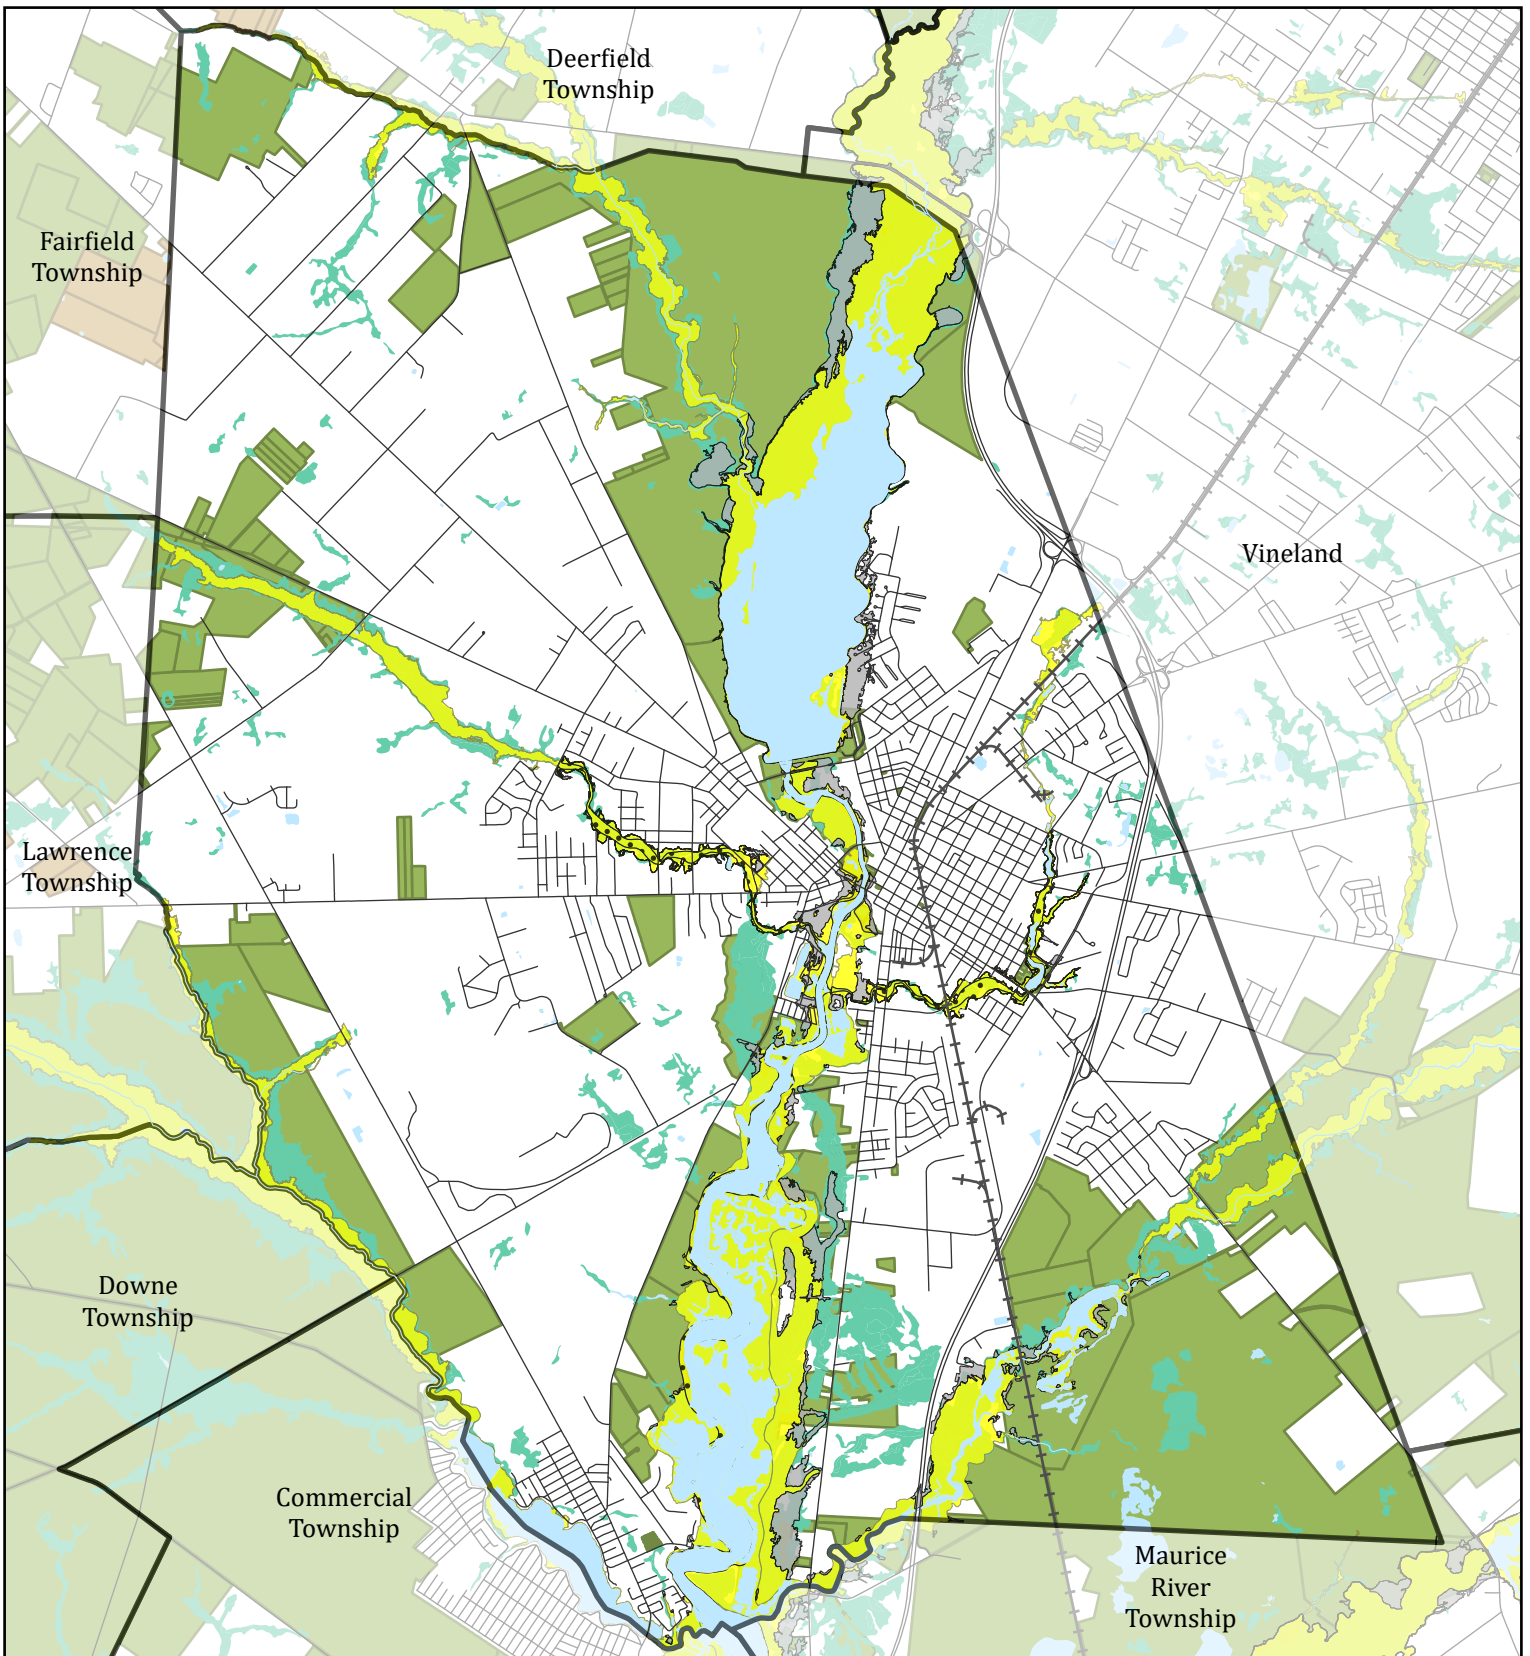 Deerfield
Township
Fairfield
Township
Vineland
Lawrence
Township
Downe
Township
Commercial
Township
Maurice
River
Township